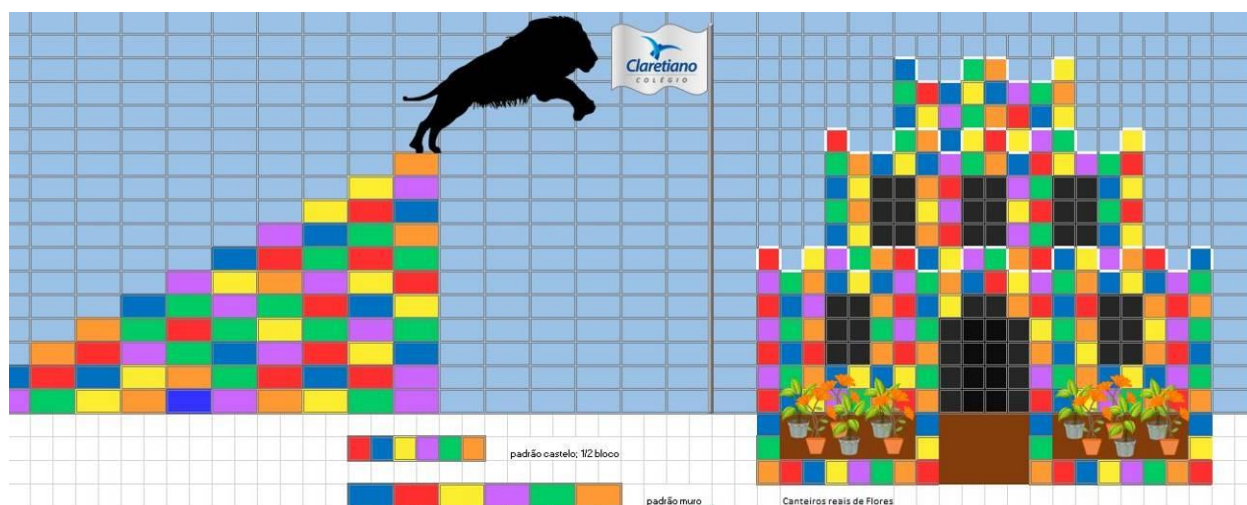 Claretiano
COLÉGIO
padrão castelo; 1/2 bloco
padrão muro
Canteiros reais de Flores